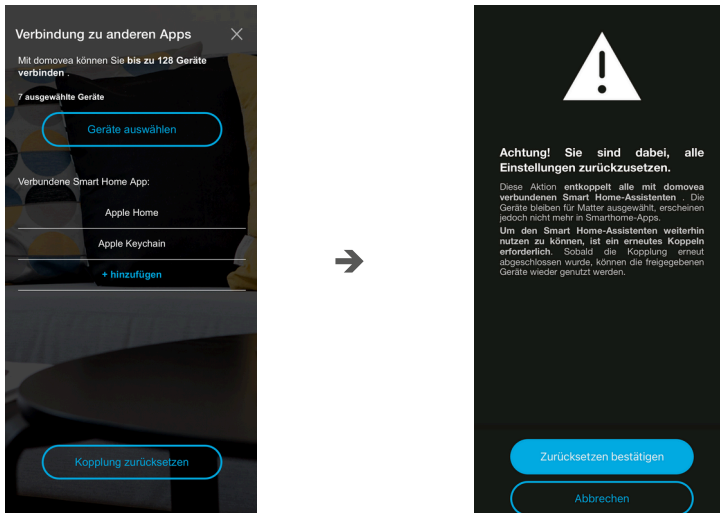 Verbindung zu anderen Apps
Mit domovea können Sie bis zu 128 Geräte
verbinden .
7 ausgewählte Geräte
Geräte auswählen
Verbundene Smart Home App:
Apple Home
Apple Keychain
+ hinzufügen
Kopplung zurücksetzen
Achtung! Sie sind dabei, alle
Einstellungen zurückzusetzen.
Diese Aktion entkoppelt alle mit domovea
verbundenen Smart Home-Assistenten . Die
Geräte bleiben für Matter ausgewählt, erscheinen
jedoch nicht mehr in Smarthome-Apps.
Um den Smart Home-Assistenten weiterhin
nutzen zu können, ist ein erneutes Koppeln
erforderlich. Sobald die Kopplung erneut
abgeschlossen wurde, können die freigegebenen
Geräte wieder genutzt werden.
Zurücksetzen bestätigen
Abbrechen